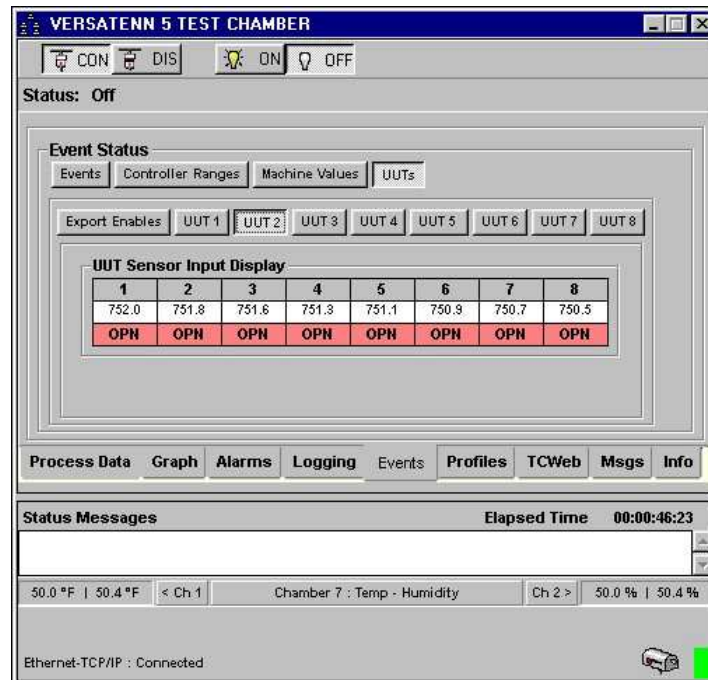 VERSATENN 5 TEST CHAMBER
CON DIS ON OFF
Status: Off
Event Status
Events Controller Ranges Machine Values UUTs
Export Enables UUT 1 UUT 2 UUT 3 UUT 4 UUT 5 UUT 6 UUT 7 UUT 8
UUT Sensor Input Display
1 2 3 4 5 6 7 8
752.0 751.8 751.6 751.3 751.1 750.9 750.7 750.5
OPN OPN OPN OPN OPN OPN OPN OPN
Process Data Graph Alarms Logging Events Profiles TCWeb Msgs Info
Status Messages Elapsed Time 00:00:46:23
50.0 °F | 50.4 °F < Ch 1 Chamber 7 : Temp - Humidity Ch 2 > 50.0 % | 50.4 %
Ethernet-TCP/IP : Connected